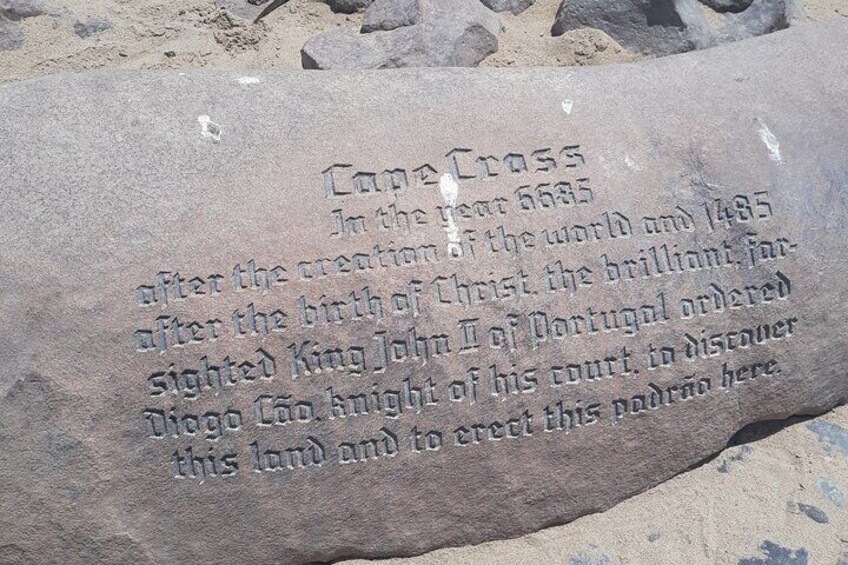 Cape Cross
In the year 6685
after the creation of the world and 1485
after the birth of Christ, the brilliant, far-
sighted King John II of Portugal ordered
Diogo Cão, knight of his court, to discover
this land and to erect this padrão here.